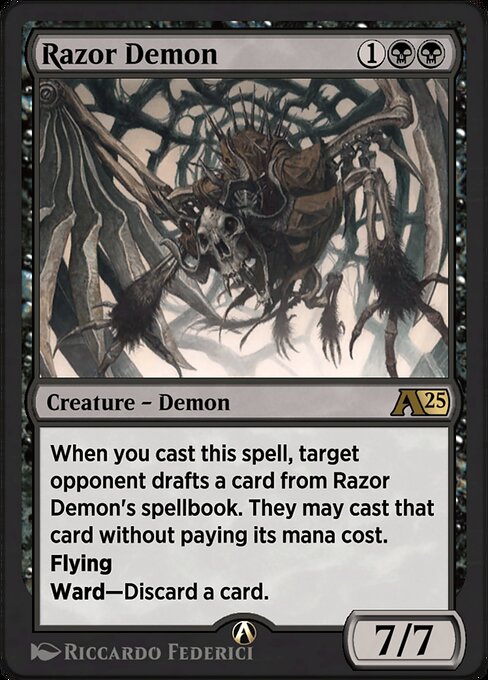 Razor Demon 1
Creature – Demon A25
When you cast this spell, target
opponent drafts a card from Razor
Demon's spellbook. They may cast that
card without paying its mana cost.
Flying
Ward—Discard a card.
7/7
Riccardo Federici